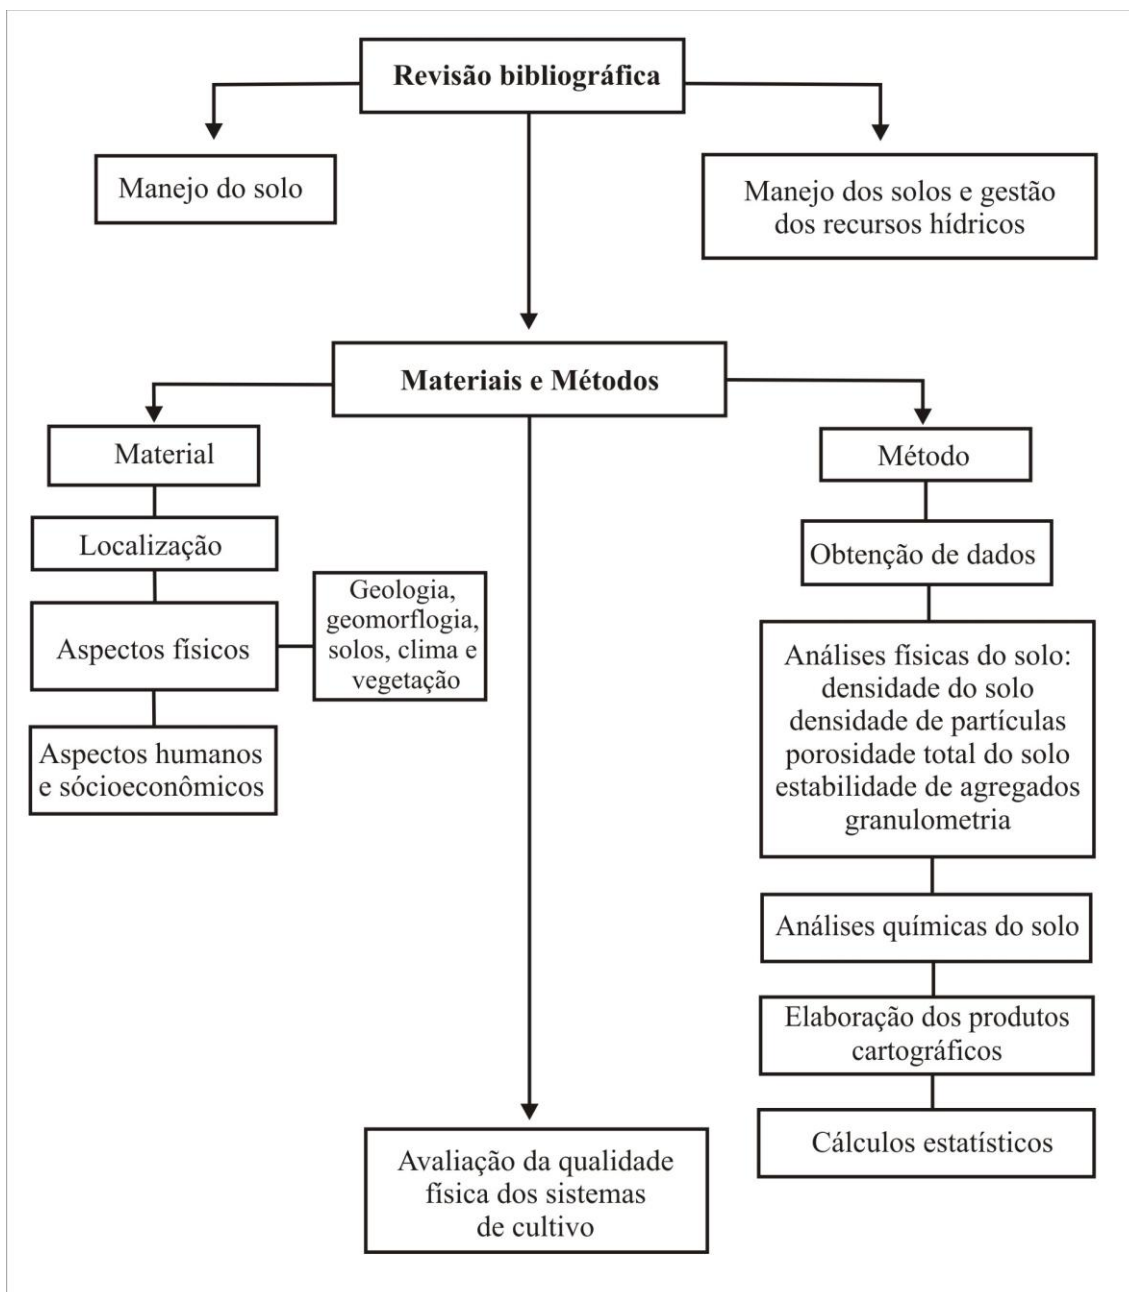 Revisão bibliográfica
Manejo do solo
Manejo dos solos e gestão
dos recursos hídricos
Materiais e Métodos
Material
Localização
Aspectos físicos
Geologia,
geomorflogia,
solos, clima e
vegetação
Aspectos humanos
e sócioeconômicos
Método
Obtenção de dados
Análises físicas do solo:
densidade do solo
densidade de partículas
porosidade total do solo
estabilidade de agregados
granulometria
Análises químicas do solo
Elaboração dos produtos
cartográficos
Cálculos estatísticos
Avaliação da qualidade
física dos sistemas
de cultivo